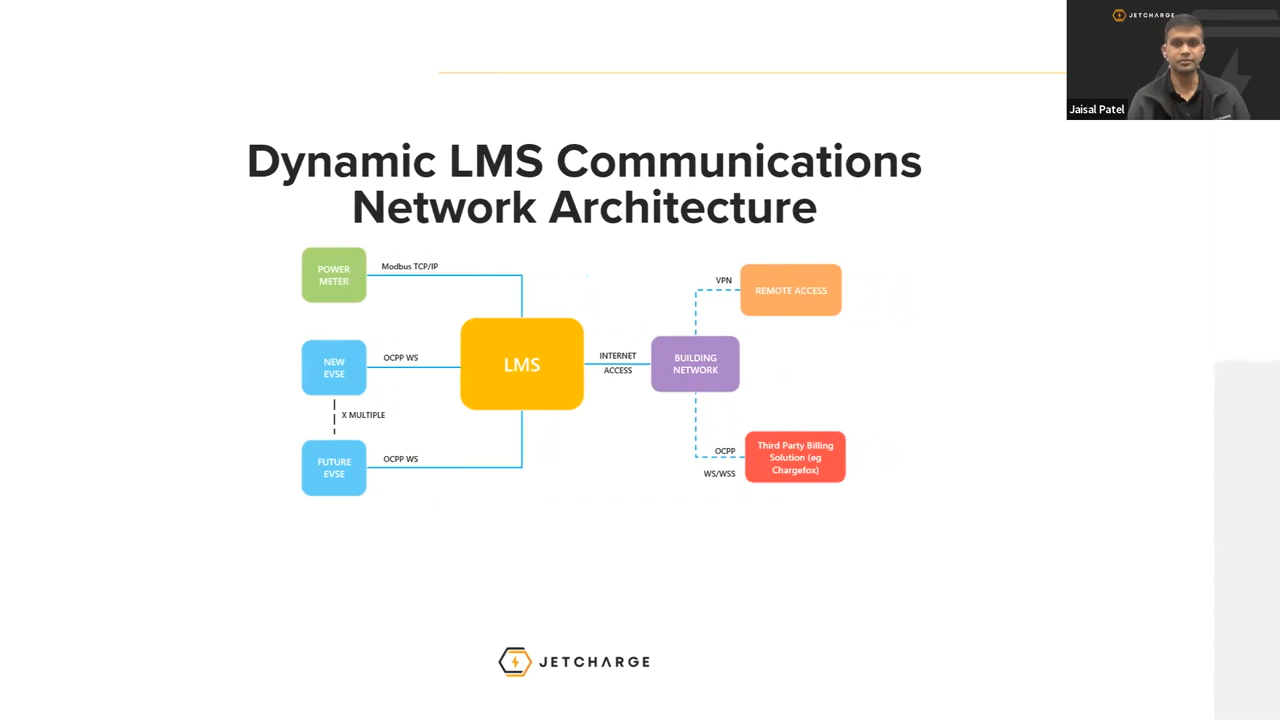 JETCHARGE
Jaisal Patel
Dynamic LMS Communications
Network Architecture
POWER
METER
Modbus TCP/IP
VPN
REMOTE ACCESS
NEW
EVSE
OCPP WS
LMS
INTERNET
ACCESS
BUILDING
NETWORK
X MULTIPLE
FUTURE
EVSE
OCPP WS
OCPP
WS/WSS
Third Party Billing
Solution (eg
Chargefox)
JETCHARGE